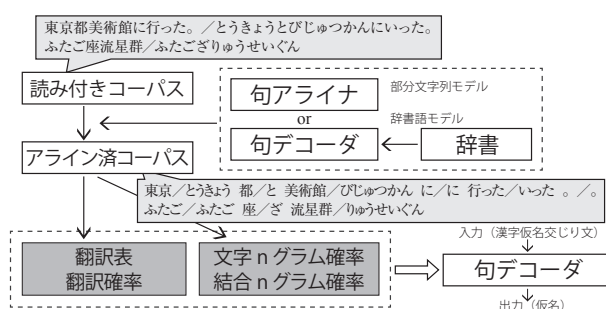 東京都美術館に行った。／とうきょうとびじゅつかんにいった。
ふたご座流星群／ふたござりゅうせいぐん
読み付きコーパス
句アライナ
部分文字列モデル
or
辞書語モデル
句デコーダ
辞書
アライン済コーパス
東京／とうきょう 都／と 美術館／びじゅつかん に／に 行った／いった 。／。
ふたご／ふたご 座／ざ 流星群／りゅうせいぐん
翻訳表
翻訳確率
文字 n グラム確率
結合 n グラム確率
入力（漢字仮名交じり文）
句デコーダ
出力（仮名）